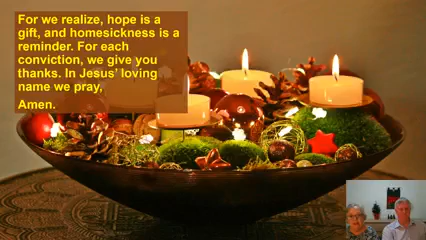 For we realize, hope is a
gift, and homesickness is a
reminder. For each
conviction, we give you
thanks. In Jesus' loving
name we pray,
Amen.